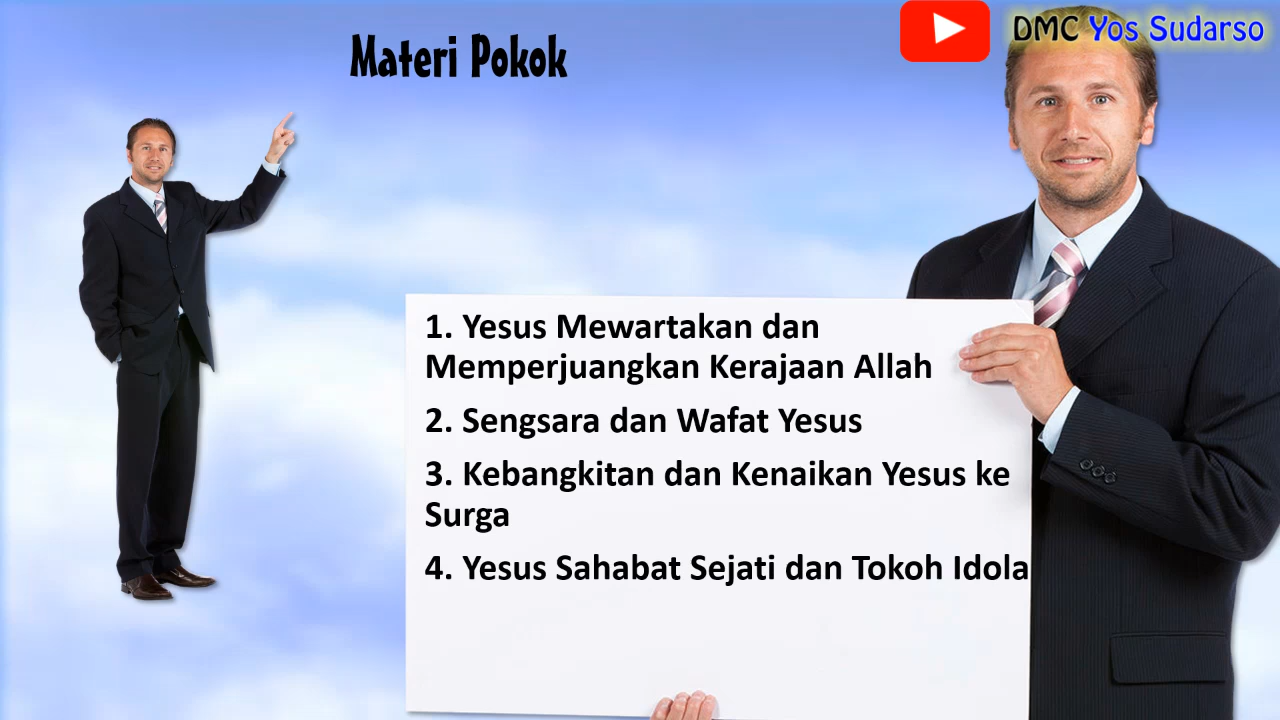 DMC Yos Sudarso
Materi Pokok
1. Yesus Mewartakan dan
Memperjuangkan Kerajaan Allah
2. Sengsara dan Wafat Yesus
3. Kebangkitan dan Kenaikan Yesus ke
Surga
4. Yesus Sahabat Sejati dan Tokoh Idola